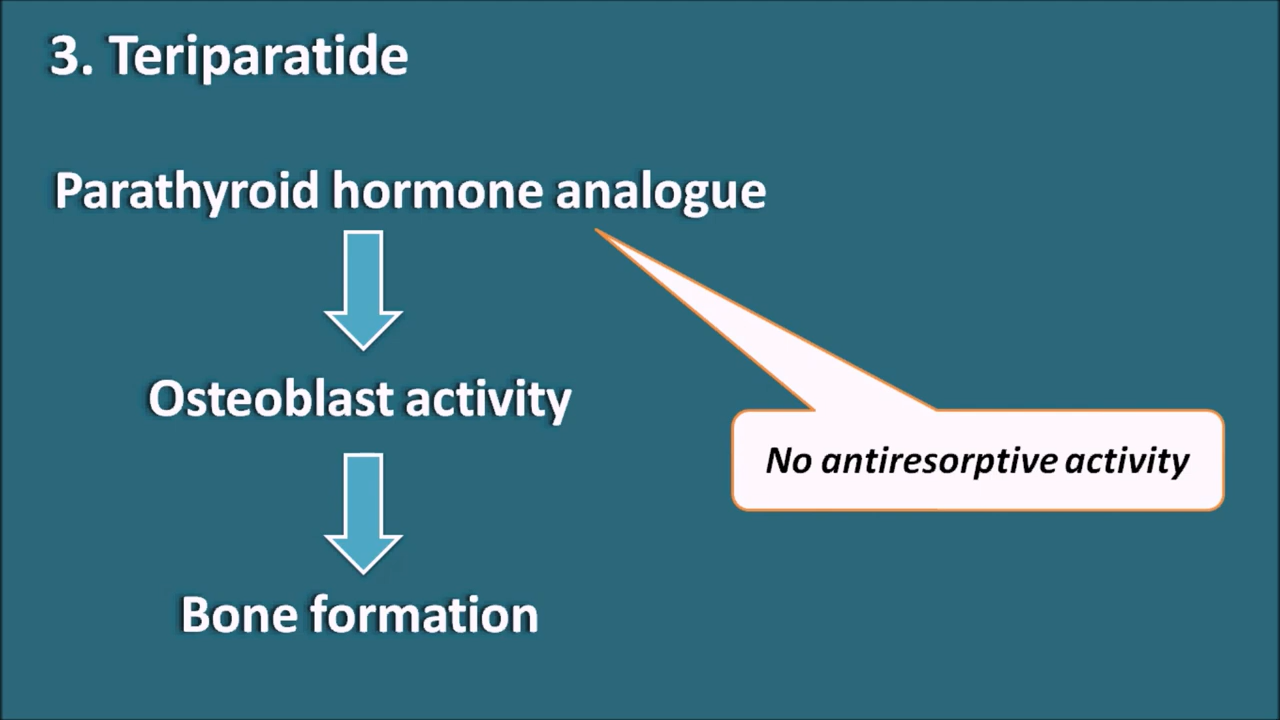 3. Teriparatide
Parathyroid hormone analogue
Osteoblast activity
No antiresorptive activity
Bone formation